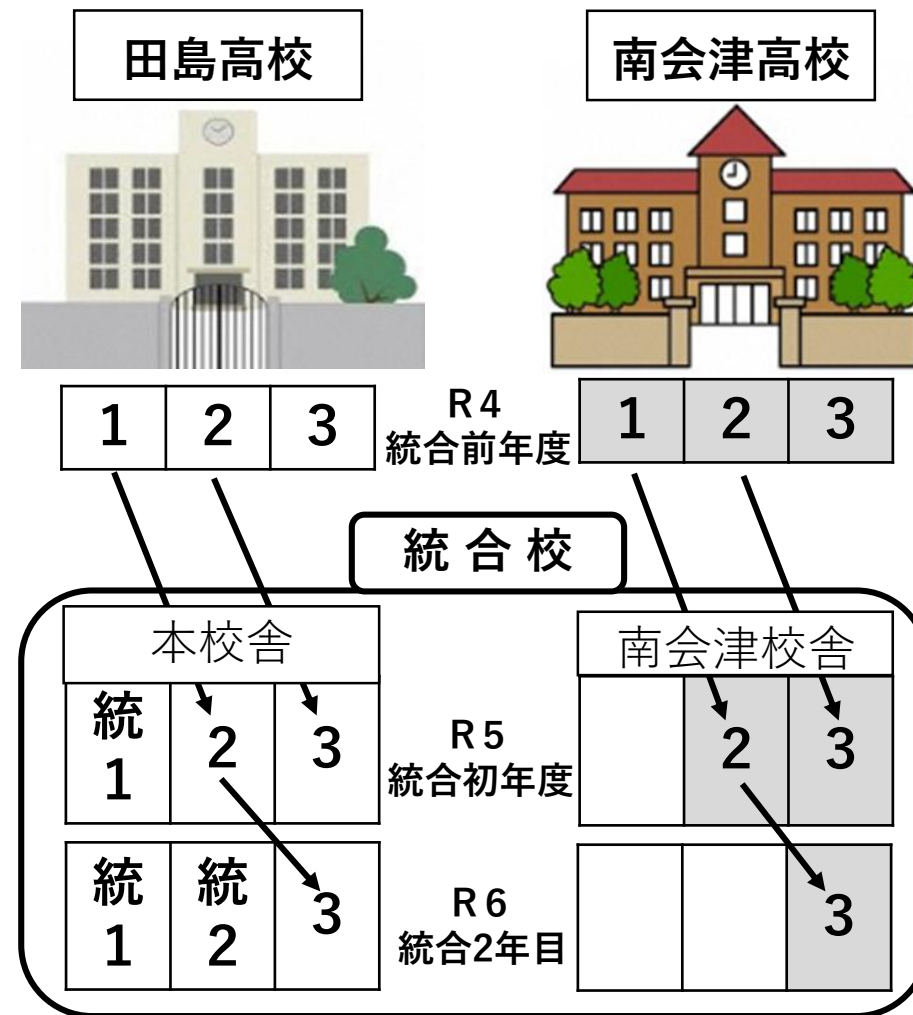 田島高校
南会津高校
1 2 3
R4
統合前年度
1 2 3
統合校
本校舎
南会津校舎
統1 2 3
R5
統合初年度
2 3
統1 統2 3
R6
統合2年目
3